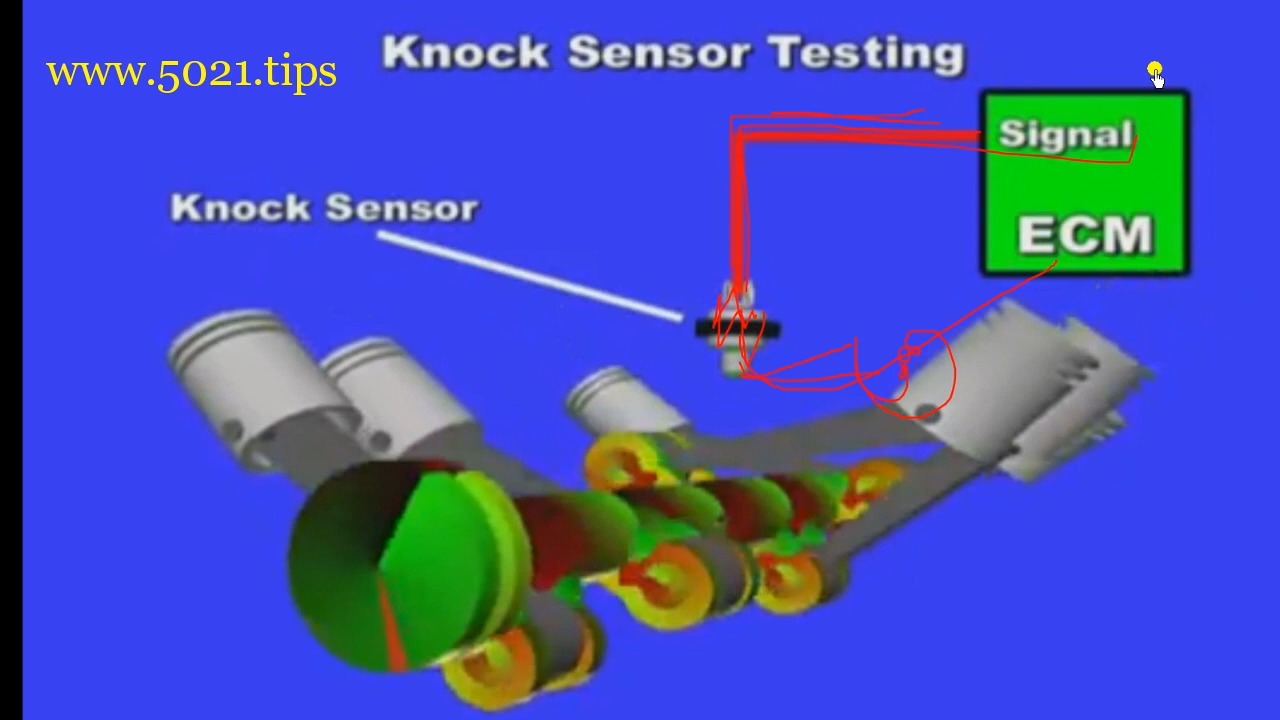 Knock Sensor Testing
www.5021.tips
Signal
Knock Sensor
ECM